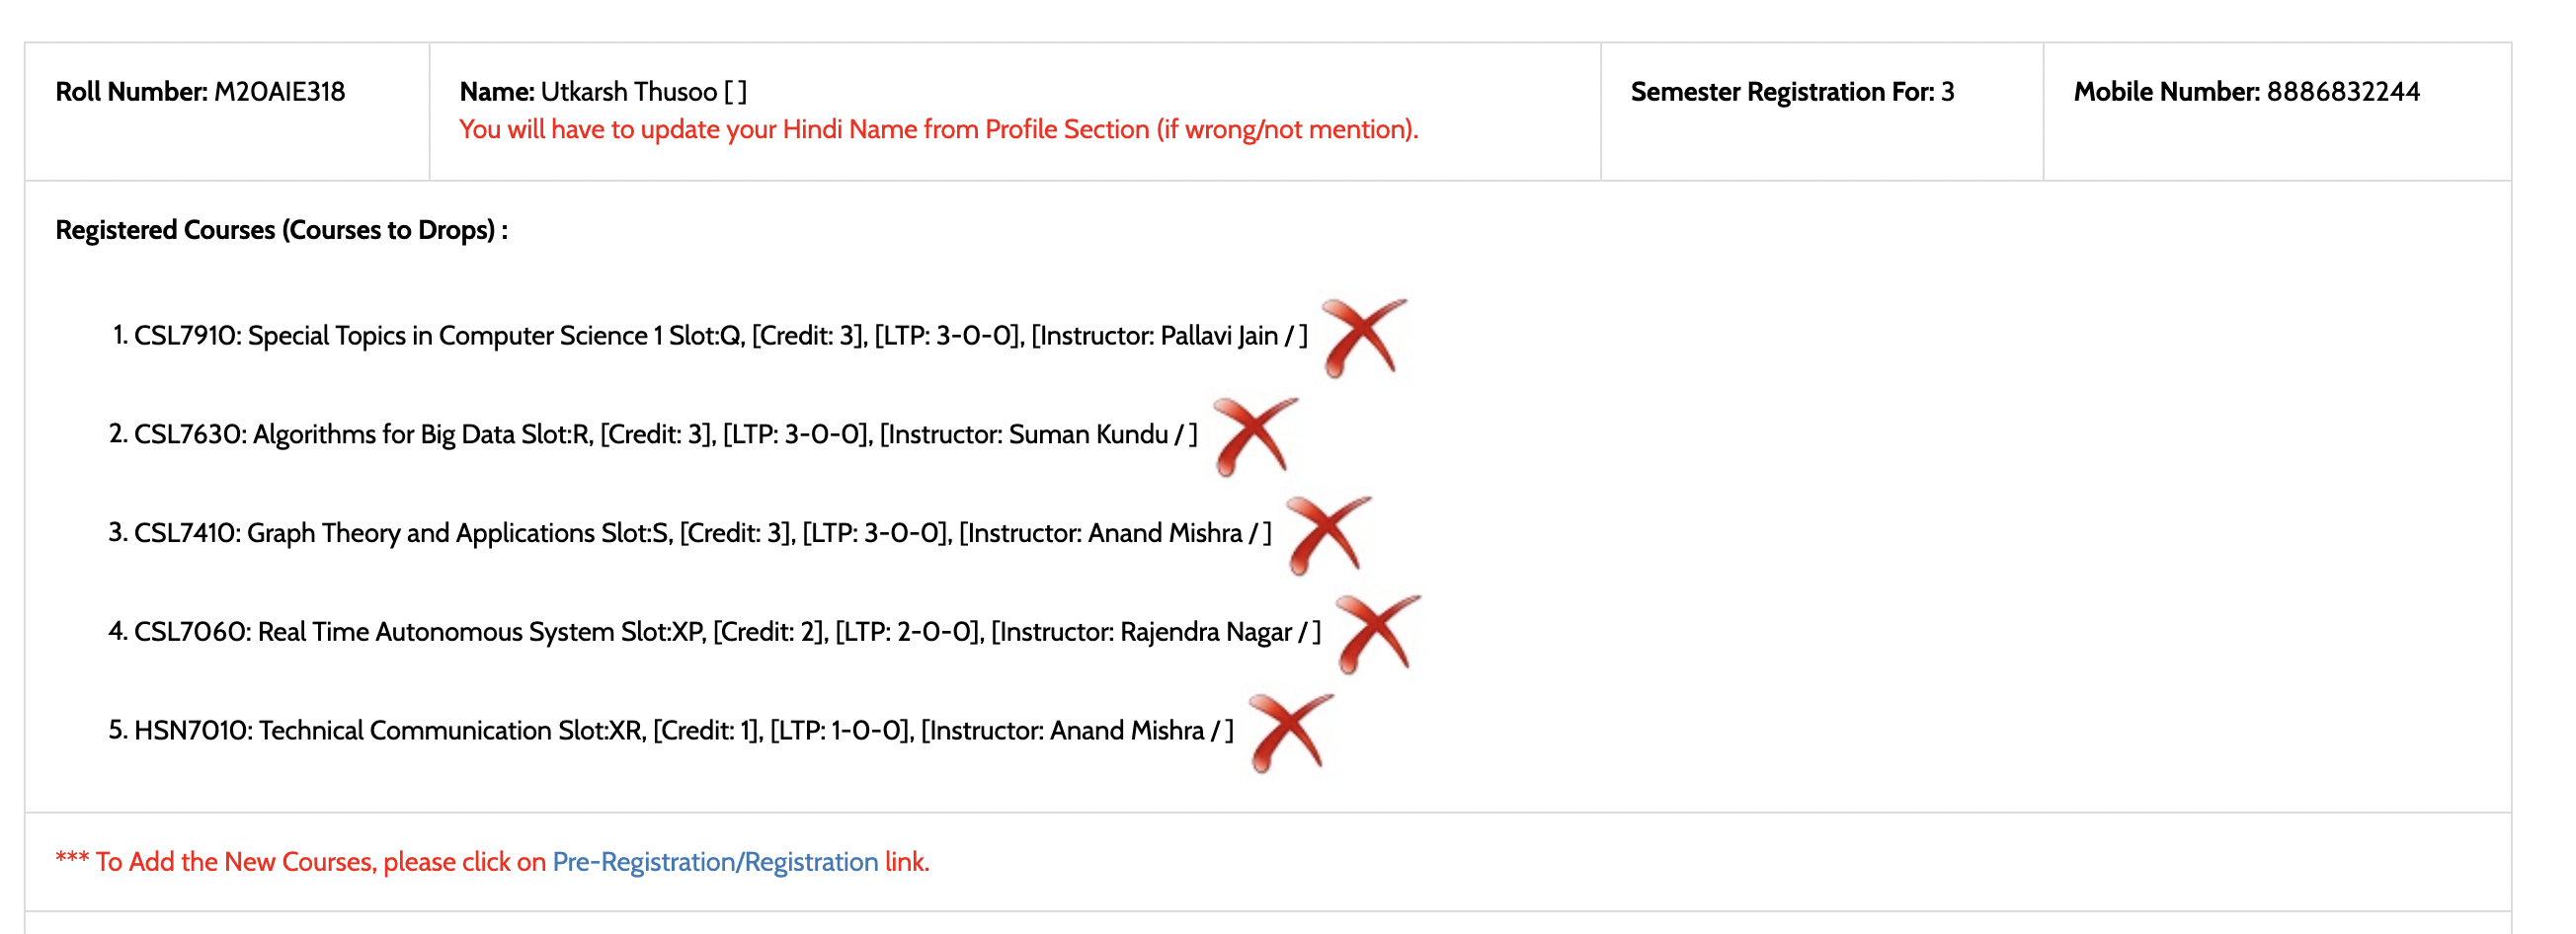 Roll Number: M20AIE318
Name: Utkarsh Thusoo [ ]
You will have to update your Hindi Name from Profile Section (if wrong/not mention).
Semester Registration For: 3
Mobile Number: 8886832244
Registered Courses (Courses to Drops) :
1. CSL7910: Special Topics in Computer Science 1 Slot:Q, [Credit: 3], [LTP: 3-0-0], [Instructor: Pallavi Jain / ]
2. CSL7630: Algorithms for Big Data Slot:R, [Credit: 3], [LTP: 3-0-0], [Instructor: Suman Kundu / ]
3. CSL7410: Graph Theory and Applications Slot:S, [Credit: 3], [LTP: 3-0-0], [Instructor: Anand Mishra / ]
4. CSL7060: Real Time Autonomous System Slot:XP, [Credit: 2], [LTP: 2-0-0], [Instructor: Rajendra Nagar / ]
5. HSN7010: Technical Communication Slot:XR, [Credit: 1], [LTP: 1-0-0], [Instructor: Anand Mishra / ]
*** To Add the New Courses, please click on Pre-Registration/Registration link.